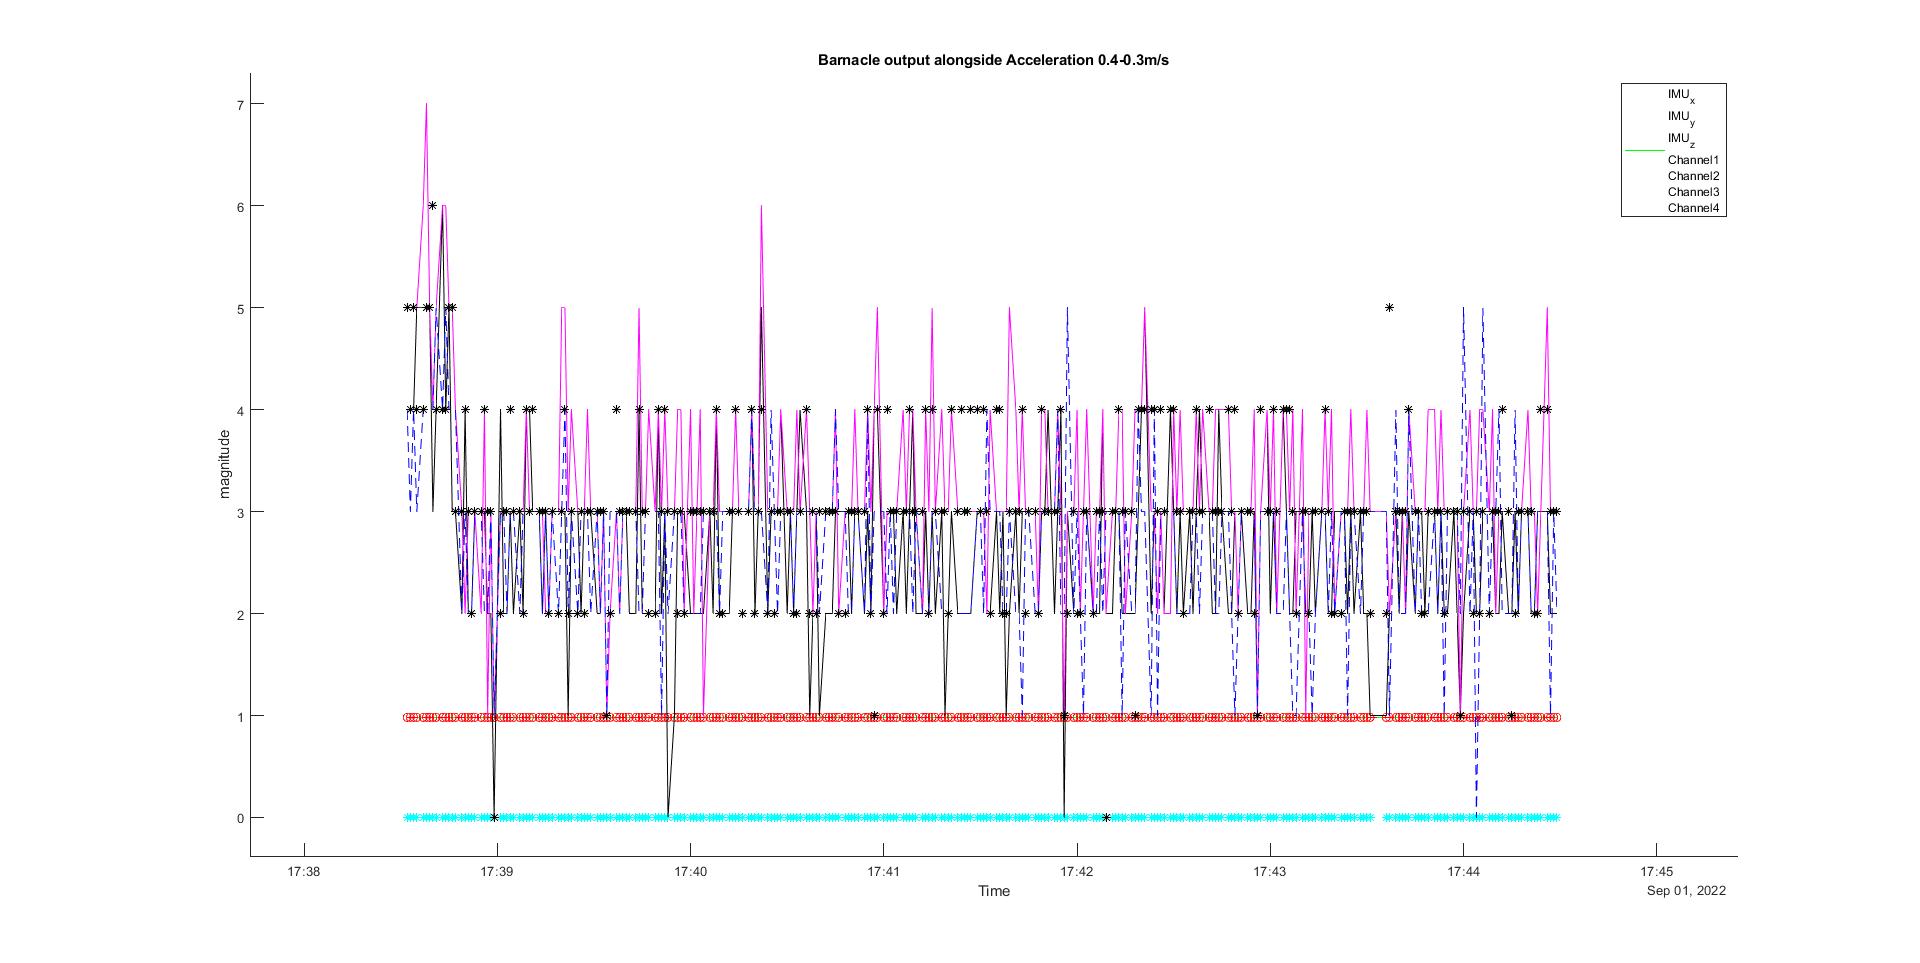 Barnacle output alongside Acceleration 0.4-0.3m/s
IMUx
IMUy
IMUz
Channel1
Channel2
Channel3
Channel4
magnitude
7
6
5
4
3
2
1
0
17:38 17:39 17:40 17:41 17:42 17:43 17:44 17:45
Time
Sep 01, 2022